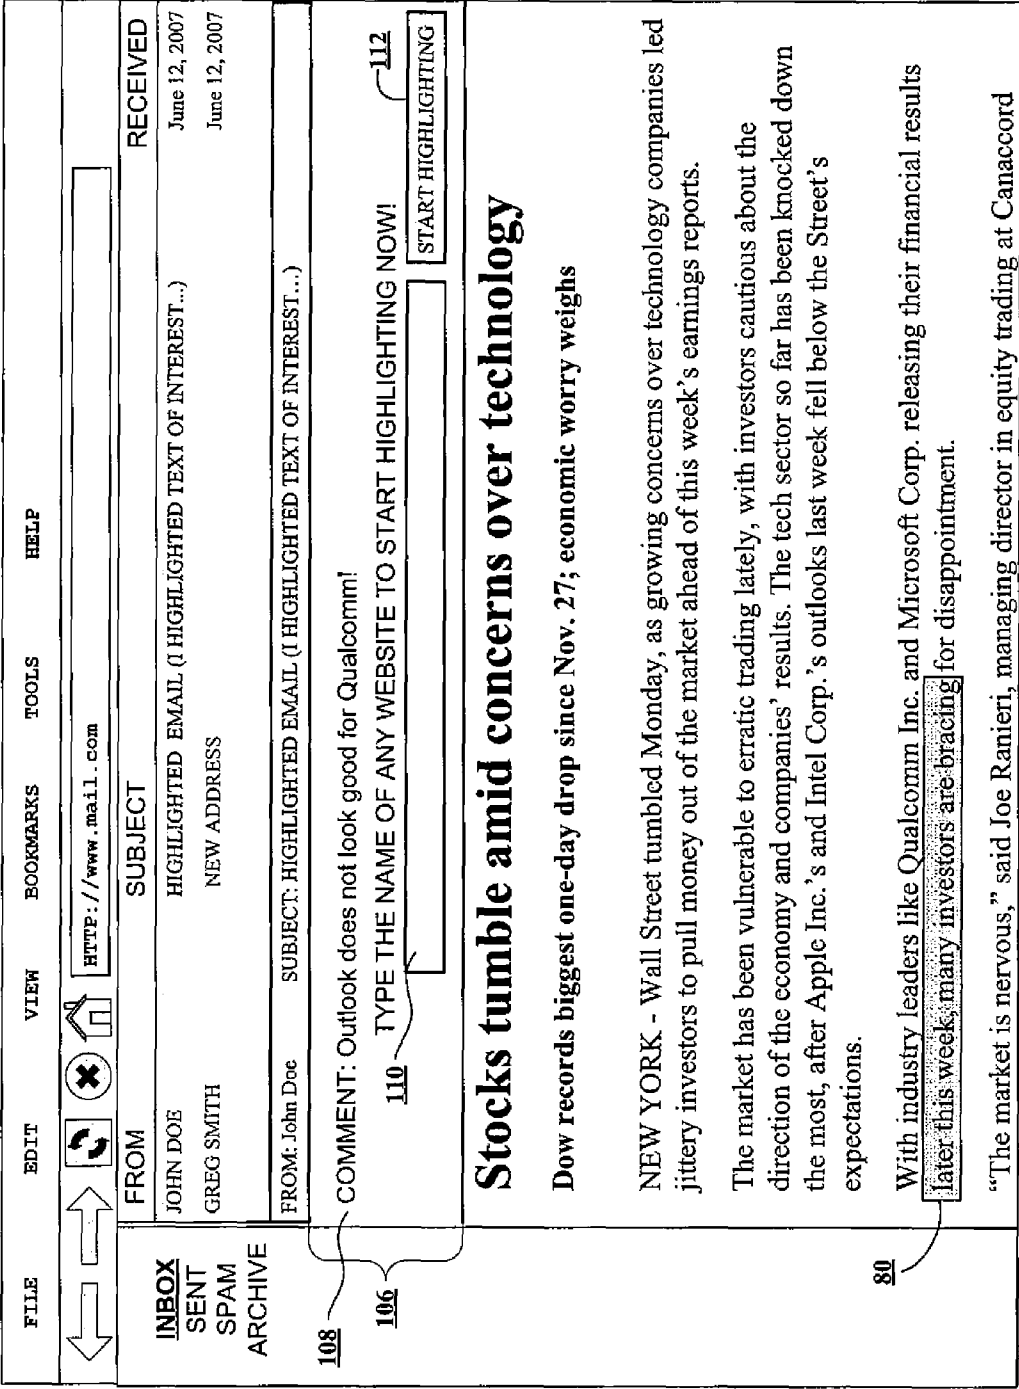 FILE EDIT VIEW BOOKMARKS TOOLS HELP
HTTP://www.mail.com
FROM SUBJECT RECEIVED
JOHN DOE HIGHLIGHTED EMAIL (I HIGHLIGHTED TEXT OF INTEREST...) June 12, 2007
GREG SMITH NEW ADDRESS June 12, 2007
INBOX
SENT
SPAM
ARCHIVE
FROM: John Doe SUBJECT: HIGHLIGHTED EMAIL (I HIGHLIGHTED TEXT OF INTEREST...)
108 COMMENT: Outlook does not look good for Qualcomm!
106
110 TYPE THE NAME OF ANY WEBSITE TO START HIGHLIGHTING NOW! 112
START HIGHLIGHTING
Stocks tumble amid concerns over technology
Dow records biggest one-day drop since Nov. 27; economic worry weighs
NEW YORK - Wall Street tumbled Monday, as growing concerns over technology companies led
jittery investors to pull money out of the market ahead of this week's earnings reports.
The market has been vulnerable to erratic trading lately, with investors cautious about the
direction of the economy and companies' results. The tech sector so far has been knocked down
the most, after Apple Inc.'s and Intel Corp.'s outlooks last week fell below the Street's
expectations.
With industry leaders like Qualcomm Inc. and Microsoft Corp. releasing their financial results
80 later this week, many investors are bracing for disappointment.
“The market is nervous,” said Joe Ranieri, managing director in equity trading at Canaccord